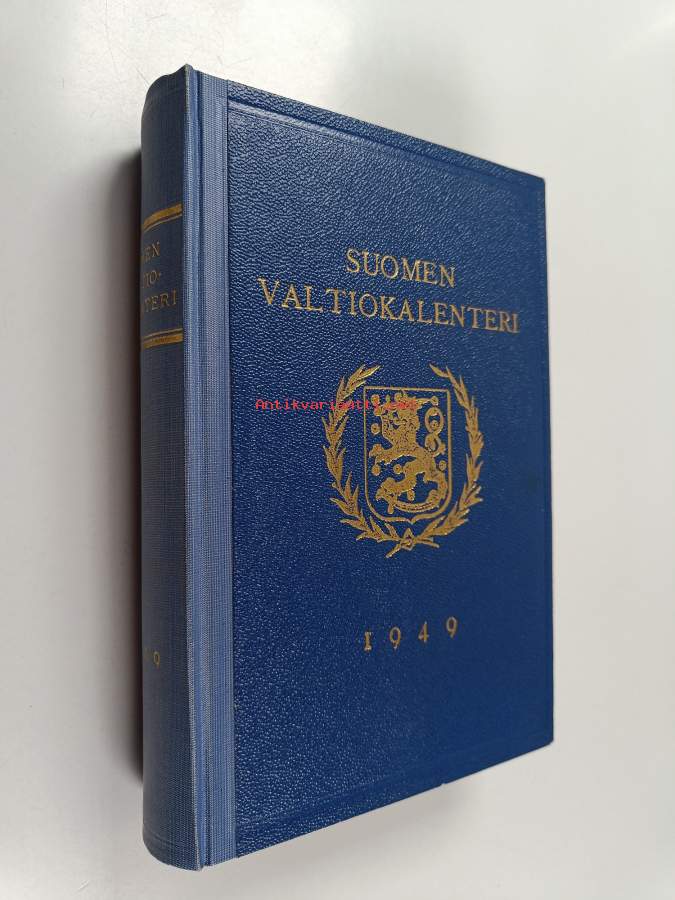 SUOMEN
VALTIOKALENTERI
Antikvariaatti.net
1949